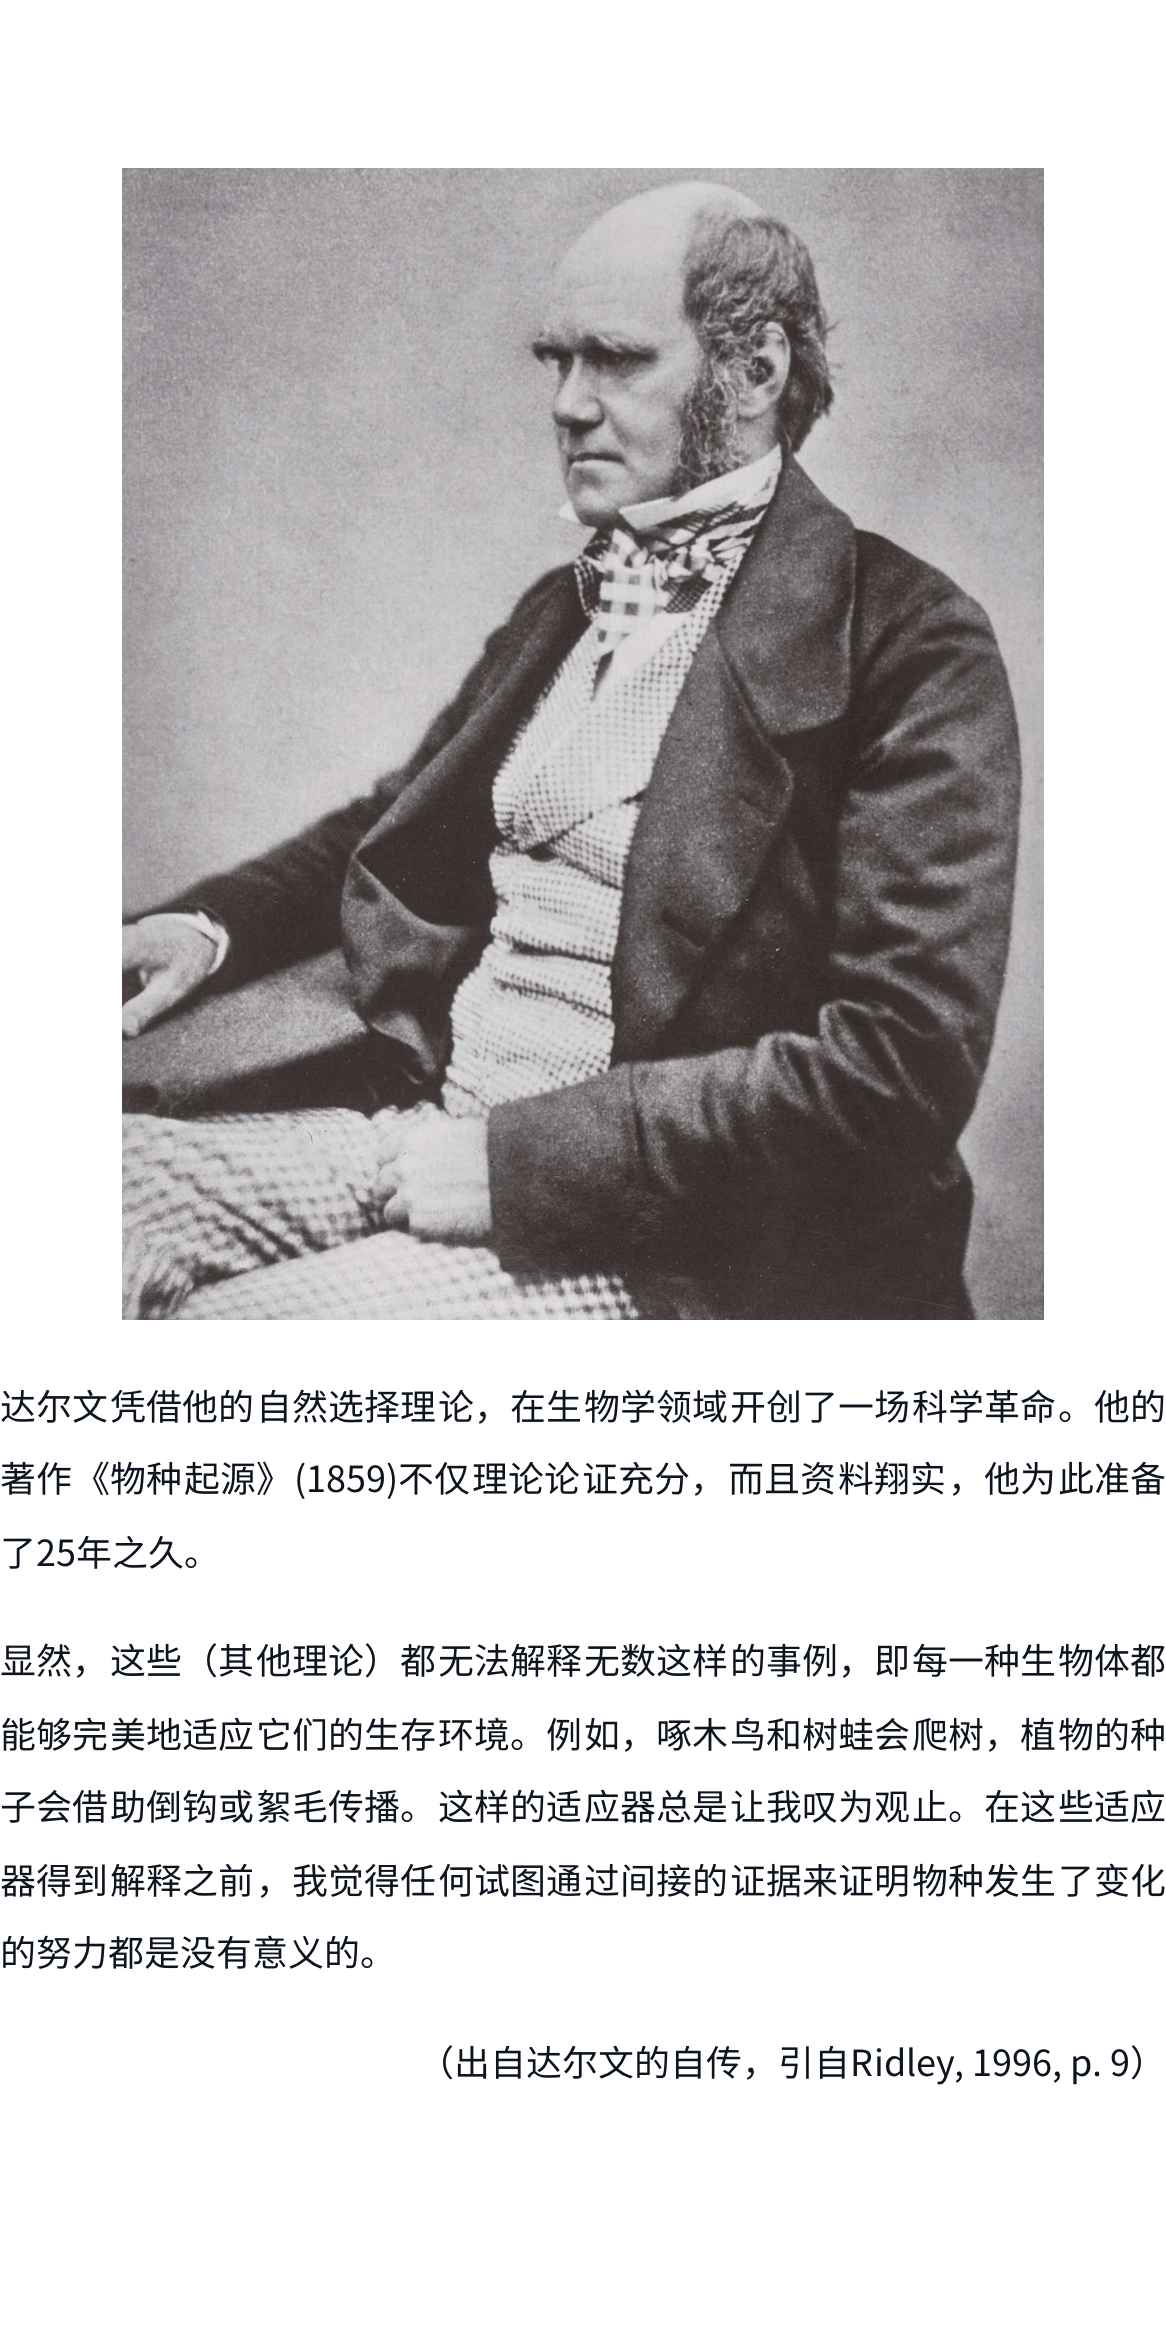 达尔文凭借他的自然选择理论，在生物学领域开创了一场科学革命。他的
著作《物种起源》(1859)不仅理论论证充分，而且资料翔实，他为此准备
了25年之久。
显然，这些（其他理论）都无法解释无数这样的事例，即每一种生物体都
能够完美地适应它们的生存环境。例如，啄木鸟和树蛙会爬树，植物的种
子会借助倒钩或絮毛传播。这样的适应器总是让我叹为观止。在这些适应
器得到解释之前，我觉得任何试图通过间接的证据来证明物种发生了变化
的努力都是没有意义的。
（出自达尔文的自传，引自Ridley, 1996, p. 9）